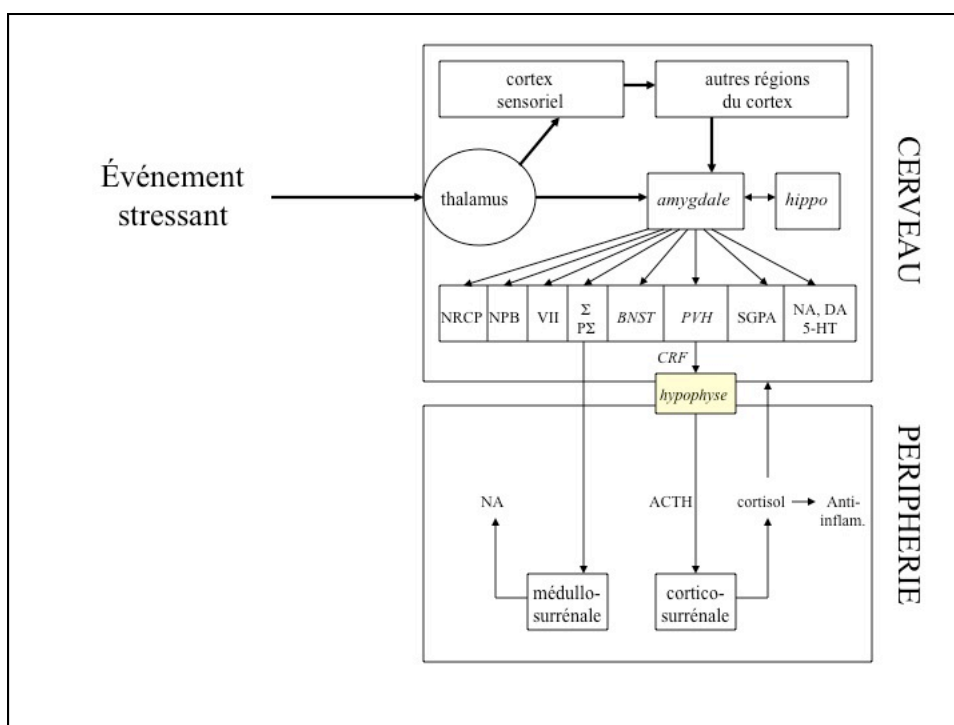 cortex
sensoriel
autres régions
du cortex
Événement
stressant
thalamus
amygdale
hippo
CERVEAU
NRCP
NPB
VII
Σ
PΣ
BNST
PVH
SGPA
NA, DA
5-HT
CRF
hypophyse
PERIPHERIE
NA
ACTH
cortisol
Anti-
inflam.
médullo-
surrénale
cortico-
surrénale